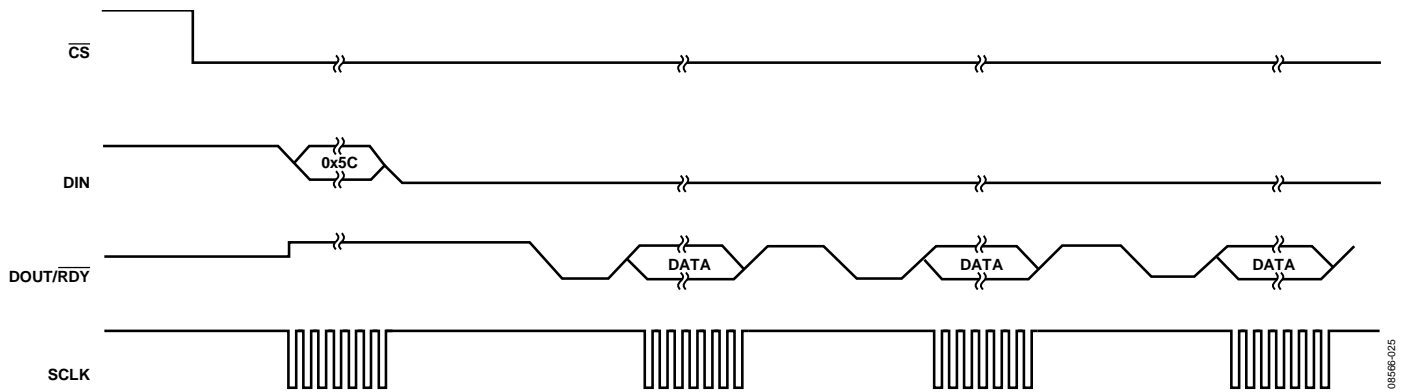 CS
DIN
0x5C
DOUT/RDY
DATA
DATA
DATA
SCLK
08566-025